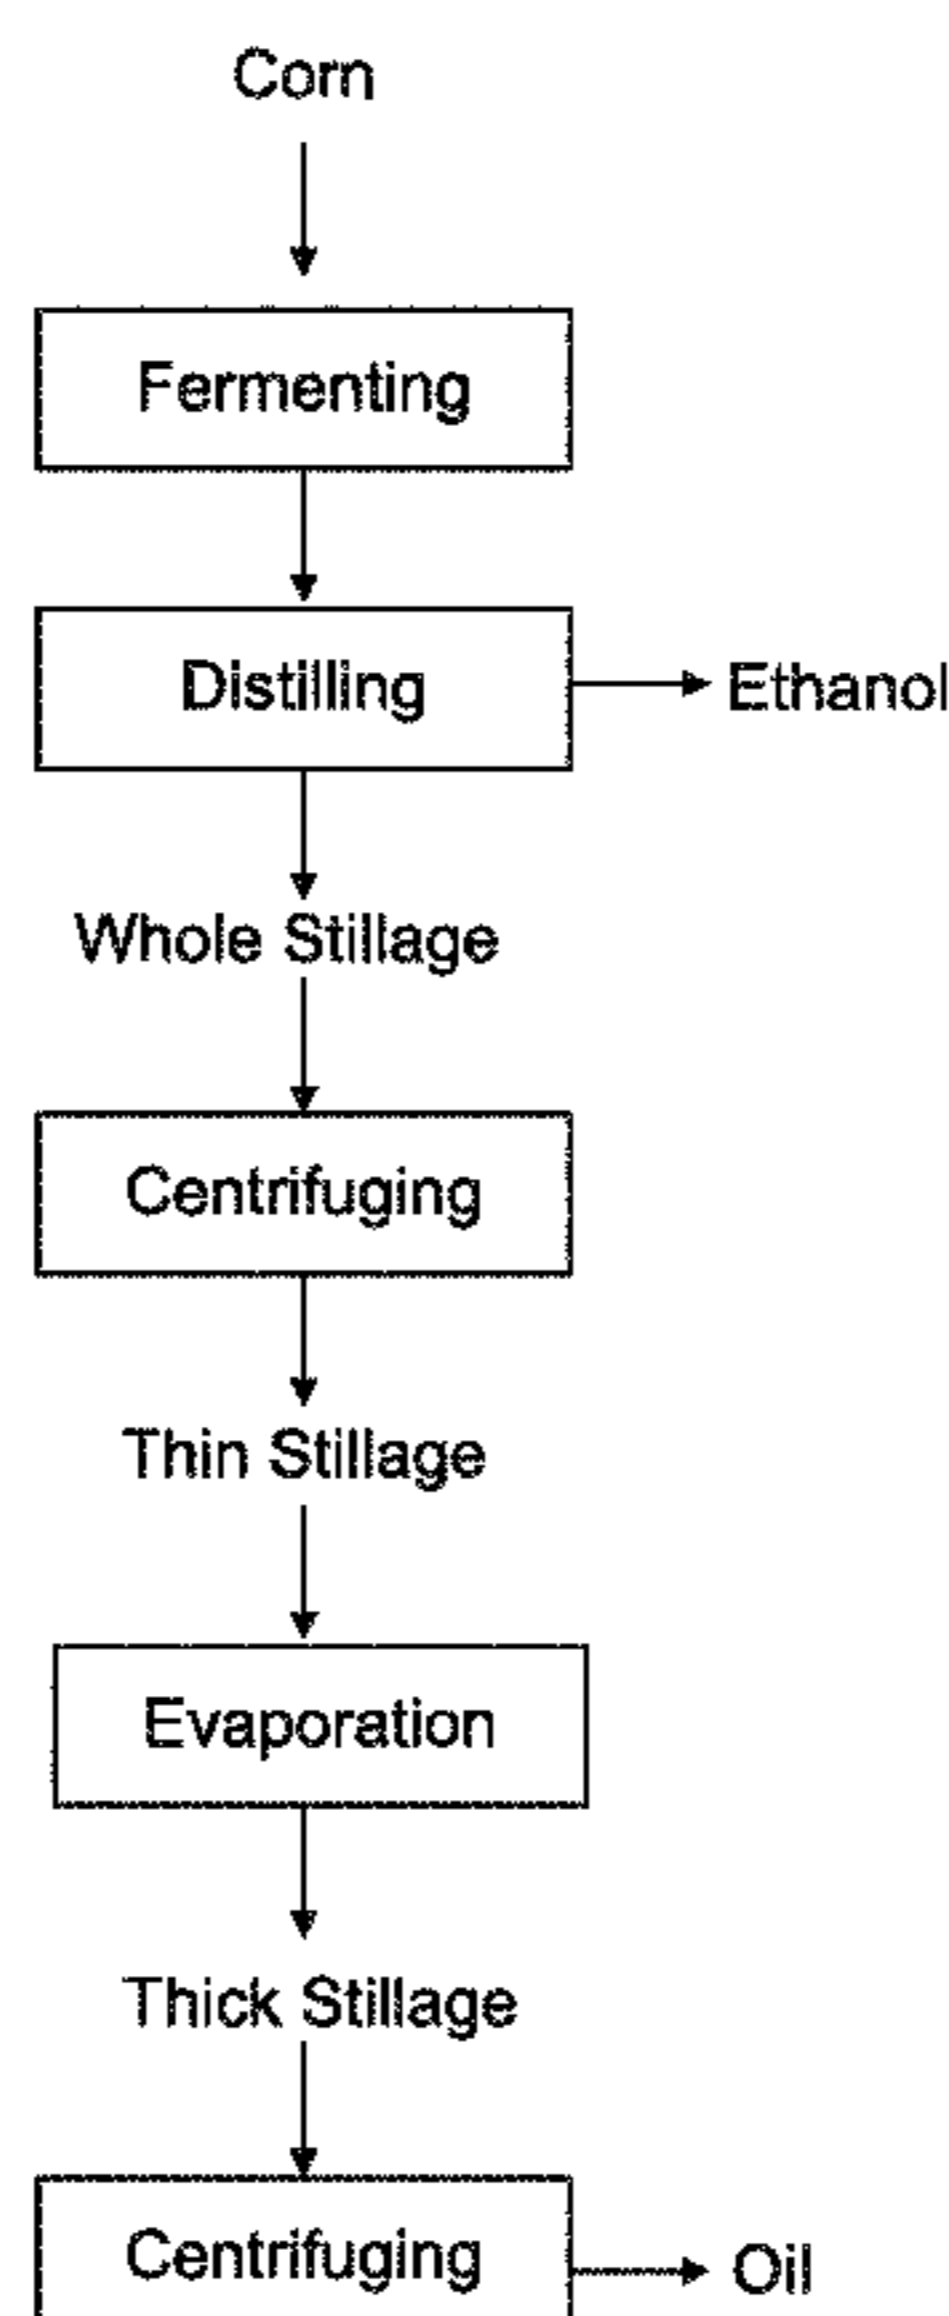 Corn
Fermenting
Distilling
Ethanol
Whole Stillage
Centrifuging
Thin Stillage
Evaporation
Thick Stillage
Centrifuging
Oil